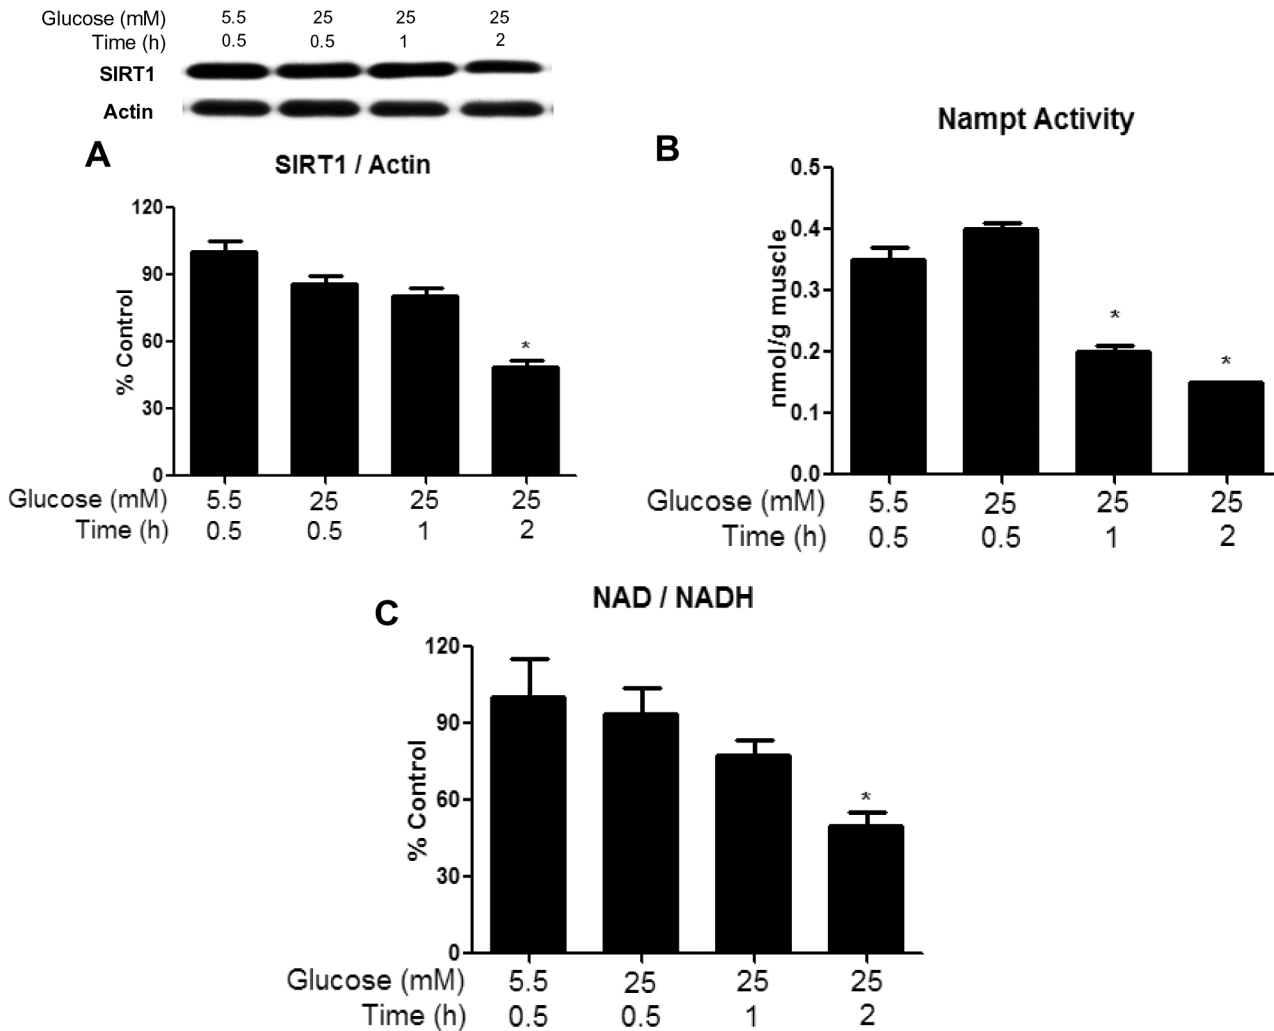 Glucose (mM) 5.5 25 25 25
Time (h) 0.5 0.5 1 2
SIRT1
Actin
A
SIRT1 / Actin
% Control
120
90
60
30
0
*
Glucose (mM) 5.5 25 25 25
Time (h) 0.5 0.5 1 2
B
Nampt Activity
nmol/g muscle
0.5
0.4
0.3
0.2
0.1
0.0
*
*
Glucose (mM) 5.5 25 25 25
Time (h) 0.5 0.5 1 2
C
NAD / NADH
% Control
120
90
60
30
0
*
Glucose (mM) 5.5 25 25 25
Time (h) 0.5 0.5 1 2